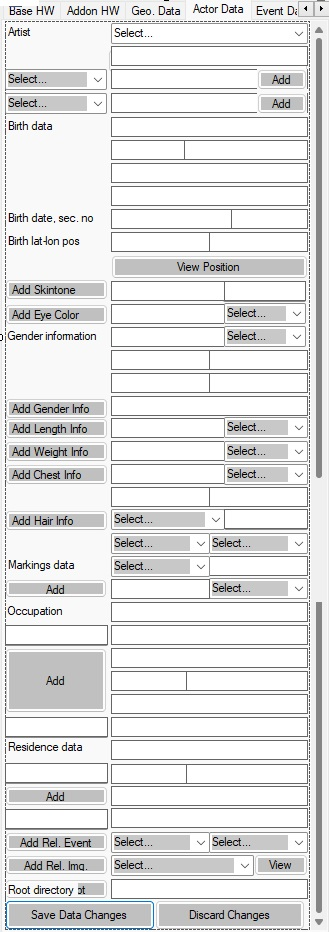 Base HW Addon HW Geo. Data Actor Data Event Da
Artist Select...
Select... Add
Select... Add
Birth data
Birth date, sec. no
Birth lat-lon pos
View Position
Add Skintone
Add Eye Color Select...
Gender information Select...
Add Gender Info
Add Length Info Select...
Add Weight Info Select...
Add Chest Info Select...
Add Hair Info Select...
Select... Select...
Markings data Select...
Add Select...
Occupation
Add
Residence data
Add
Add Rel. Event Select... Select...
Add Rel. Img. Select... View
Root directory
Save Data Changes Discard Changes